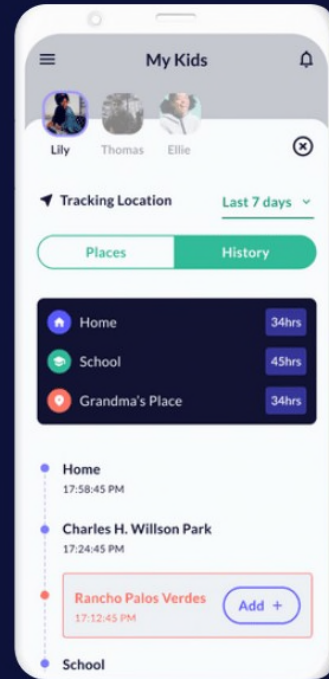 My Kids
Lily Thomas Ellie
Tracking Location Last 7 days
Places History
Home 34hrs
School 45hrs
Grandma's Place 34hrs
Home
17:58:45 PM
Charles H. Willson Park
17:24:45 PM
Rancho Palos Verdes
17:12:45 PM
Add +
School